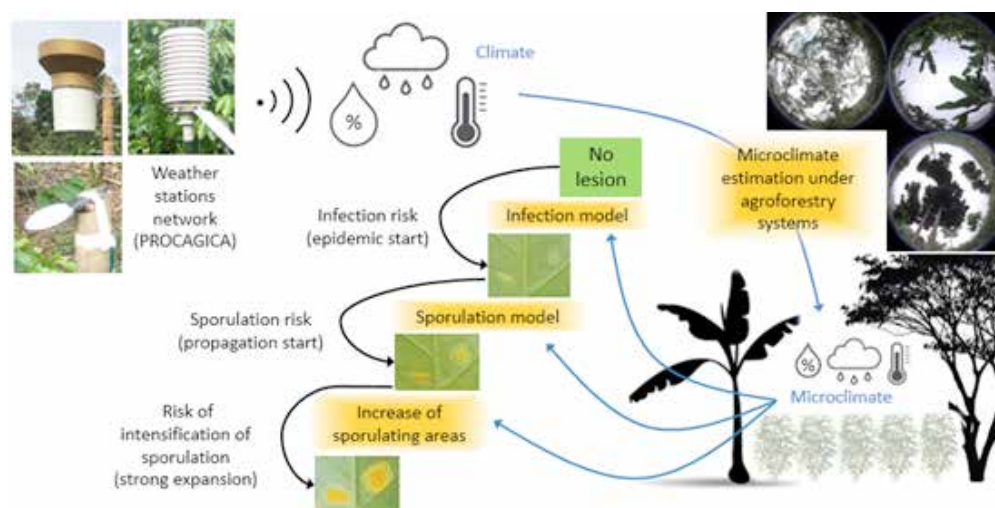 Climate
%
Weather
stations
network
(PROCAGICA)
No
lesion
Microclimate
estimation under
agroforestry
systems
Infection risk
(epidemic start)
Infection model
Sporulation risk
(propagation start)
Sporulation model
%
Microclimate
Risk of
intensification of
sporulation
(strong expansion)
Increase of
sporulating areas